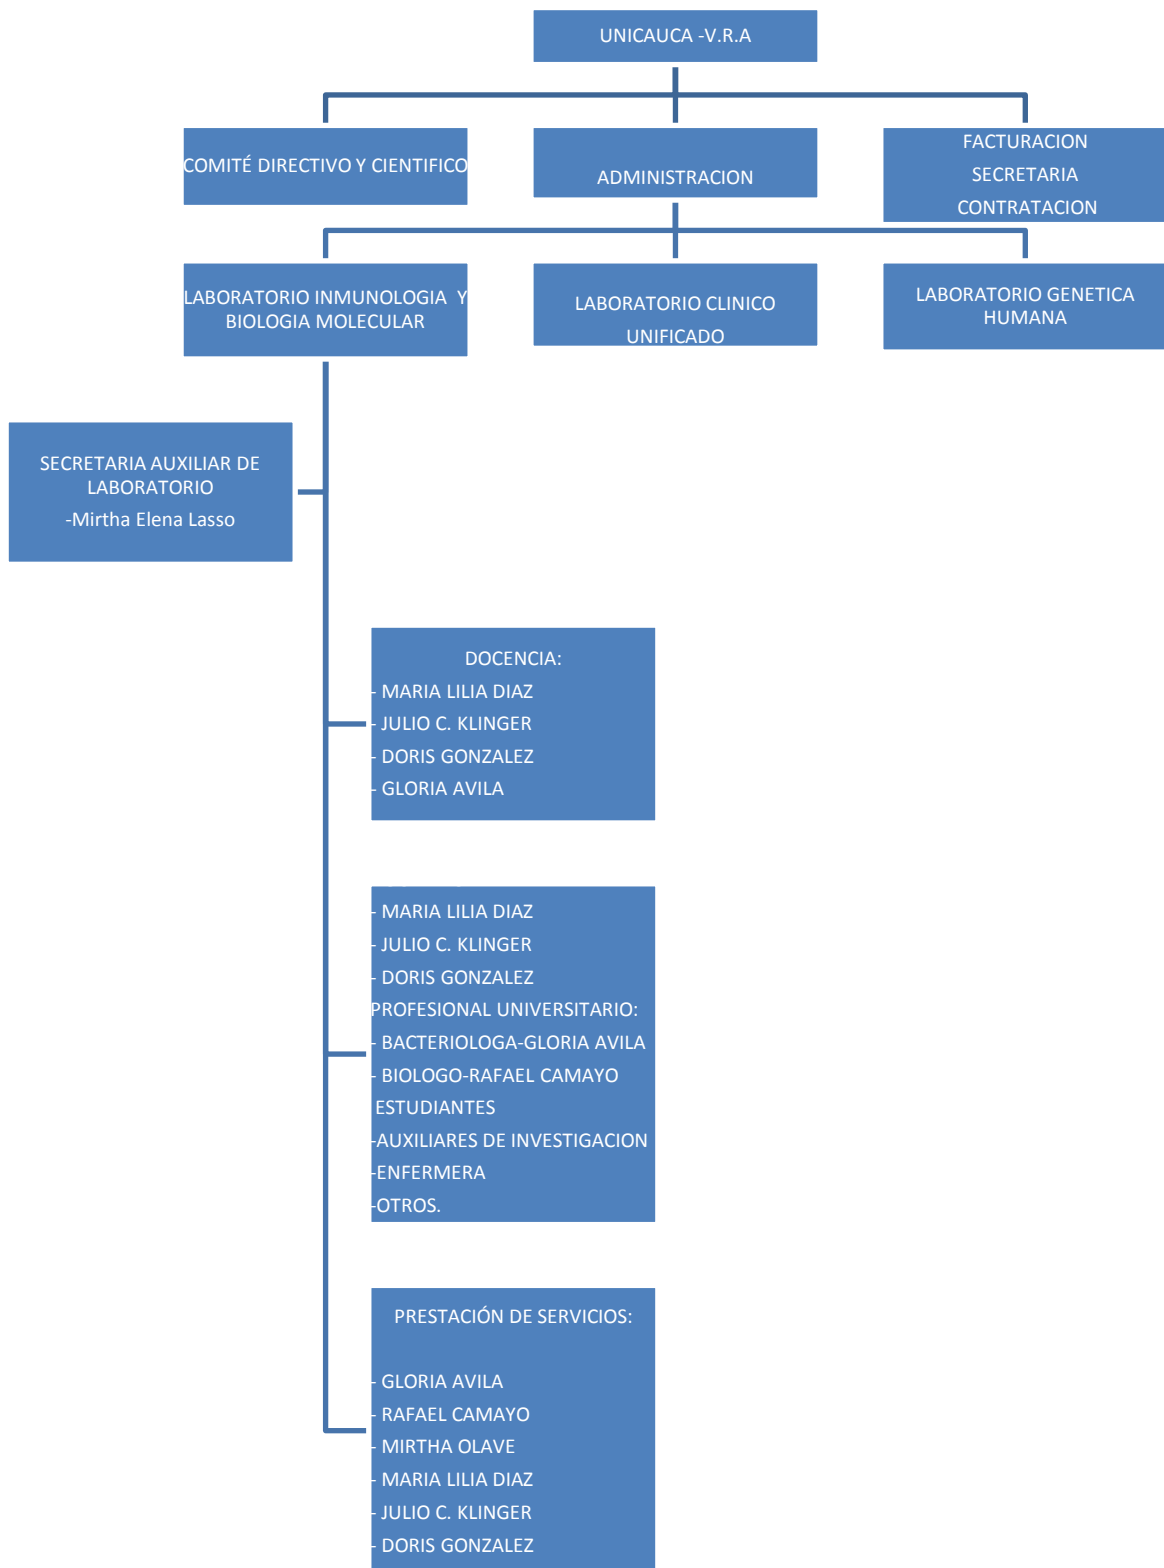 UNICAUCA -V.R.A
COMITÉ DIRECTIVO Y CIENTIFICO
ADMINISTRACION
FACTURACION
SECRETARIA
CONTRATACION
LABORATORIO INMUNOLOGIA Y
BIOLOGIA MOLECULAR
LABORATORIO CLINICO
UNIFICADO
LABORATORIO GENETICA
HUMANA
SECRETARIA AUXILIAR DE
LABORATORIO
-Mirtha Elena Lasso
DOCENCIA:
- MARIA LILIA DIAZ
- JULIO C. KLINGER
- DORIS GONZALEZ
- GLORIA AVILA
- MARIA LILIA DIAZ
- JULIO C. KLINGER
- DORIS GONZALEZ
PROFESIONAL UNIVERSITARIO:
- BACTERIOLOGA-GLORIA AVILA
- BIOLOGO-RAFAEL CAMAYO
ESTUDIANTES
-AUXILIARES DE INVESTIGACION
-ENFERMERA
-OTROS.
PRESTACIÓN DE SERVICIOS:
- GLORIA AVILA
- RAFAEL CAMAYO
- MIRTHA OLAVE
- MARIA LILIA DIAZ
- JULIO C. KLINGER
- DORIS GONZALEZ